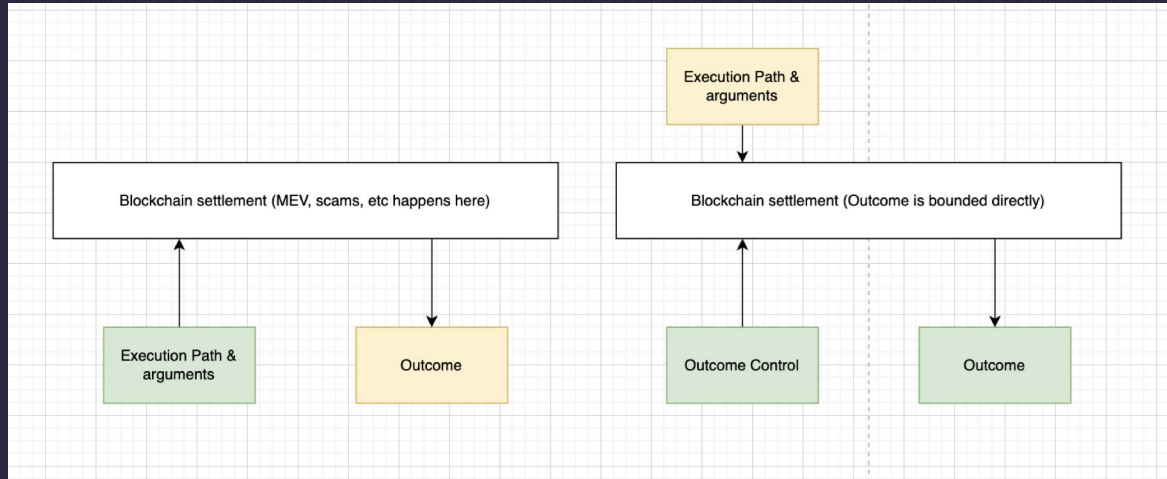 Execution Path &
arguments
Blockchain settlement (MEV, scams, etc happens here)
Blockchain settlement (Outcome is bounded directly)
Execution Path &
arguments
Outcome
Outcome Control
Outcome